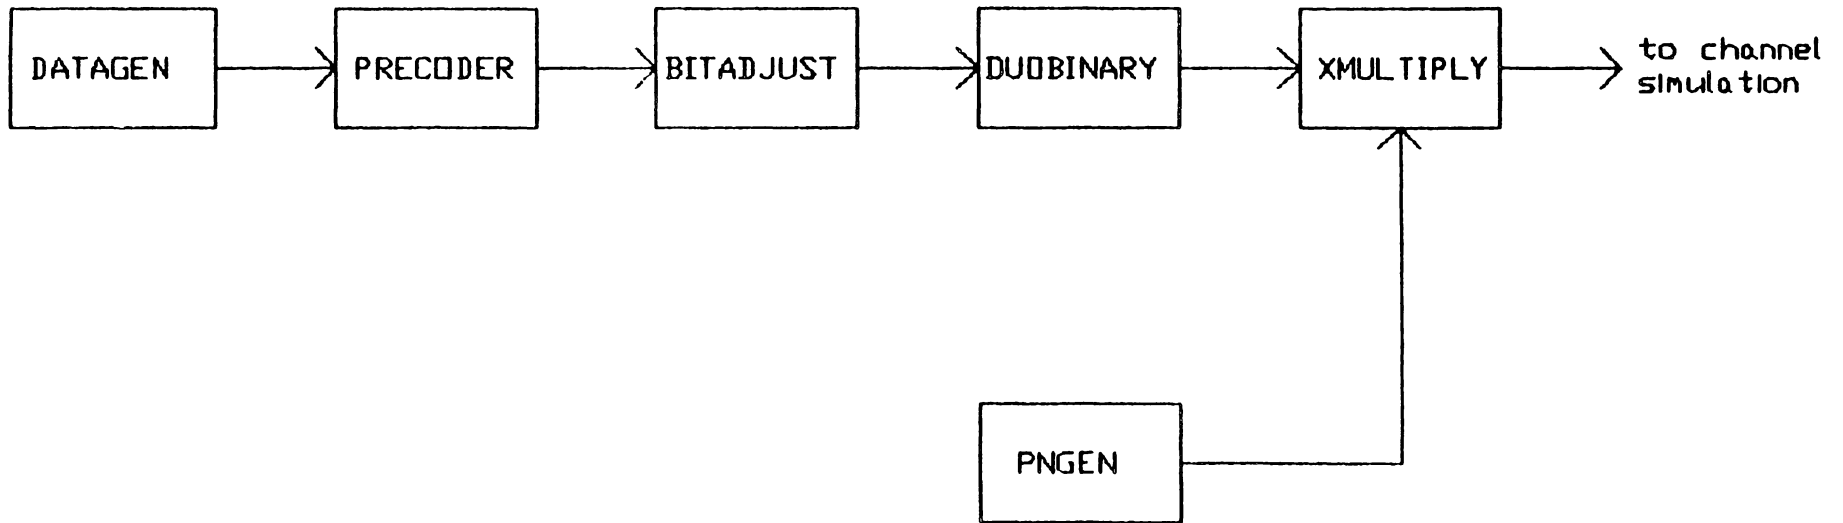 DATAGEN
PRECODER
BITADJUST
DUOBINARY
XMULTIPLY
to channel
simulation
PNGEN